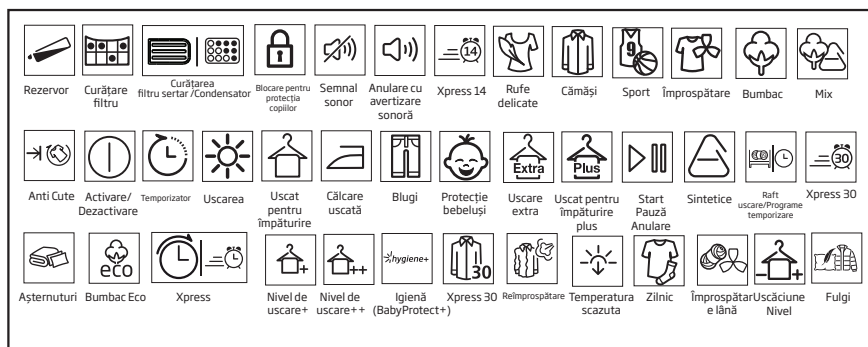 14
9
Rezervor
Curățare
filtru
Curățarea
filtru sertar /Condensator
Blocare pentru
protecția
copiilor
Semnal
sonor
Anulare cu
avertizare
sonoră
Xpress 14
Rufe
delicate
Cămăși
Sport
Împrospătare
Bumbac
Mix
Extra
Plus
30
Anti Cute
Activare/
Dezactivare
Temporizator
Uscarea
Uscat
pentru
împăturire
Călcare
uscată
Blugi
Protecție
bebeluși
Uscare
extra
Uscat pentru
împăturire
plus
Start
Pauză
Anulare
Sintetice
Raft
uscare/Programe
temporizare
Xpress 30
eco
+
++
hygiene+
30
Așternuturi
Bumbac Eco
Xpress
Nivel de
uscare+
Nivel de
uscare++
Igienă
(BabyProtect+)
Xpress 30
Reîmprospătare
Temperatura
scazuta
Zilnic
Împrospătar
e lână
Uscăciune
Nivel
Fulgi